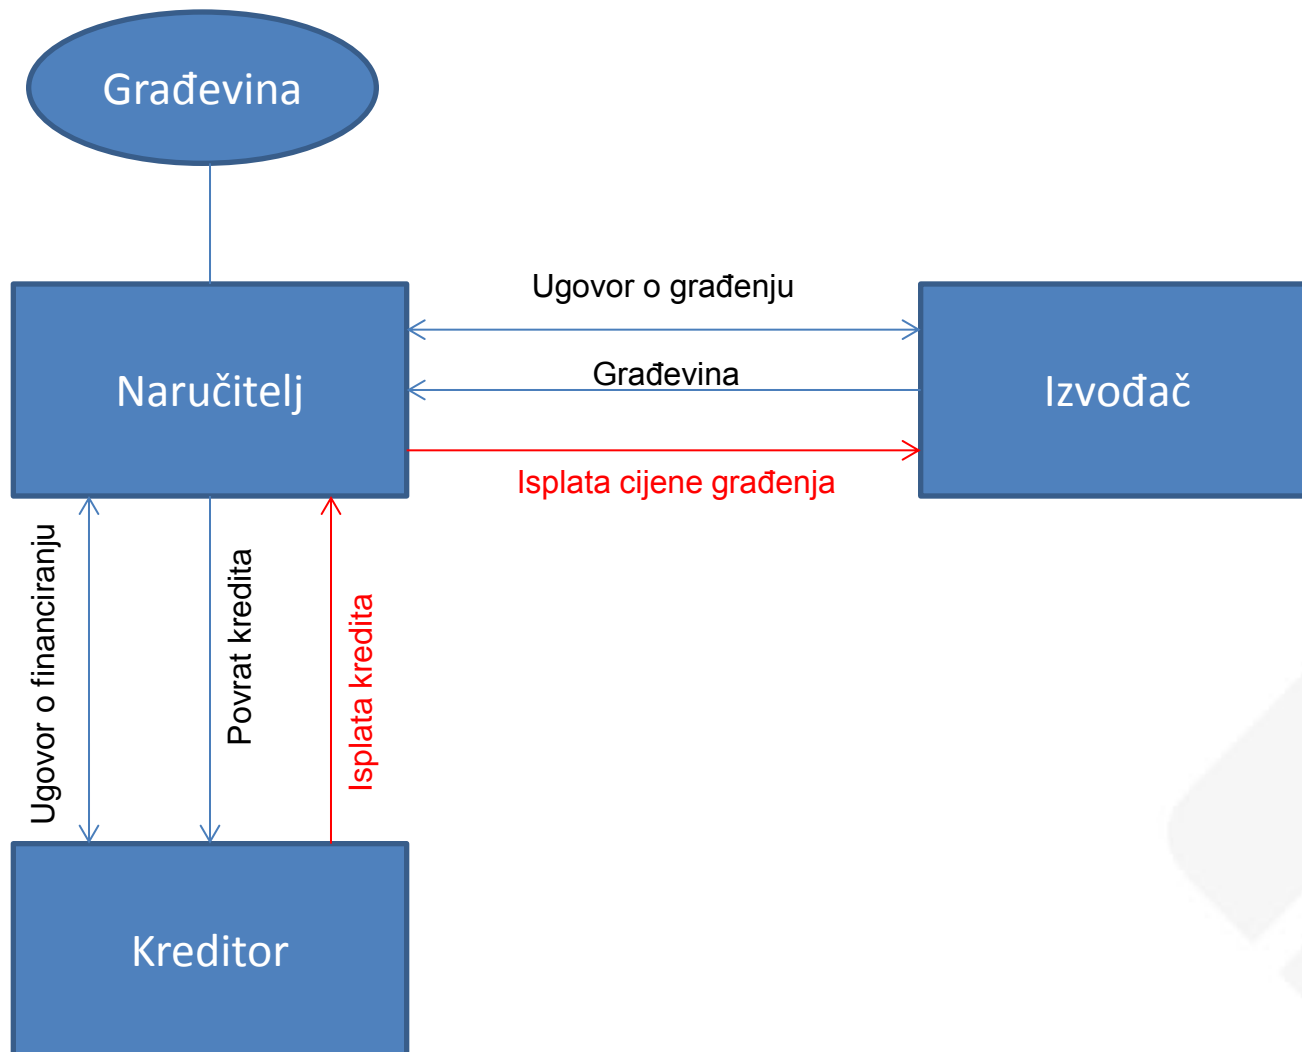 Građevina
Ugovor o građenju
Naručitelj
Građevina
Izvođač
Isplata cijene građenja
Ugovor o financiranju
Povrat kredita
Isplata kredita
Kreditor